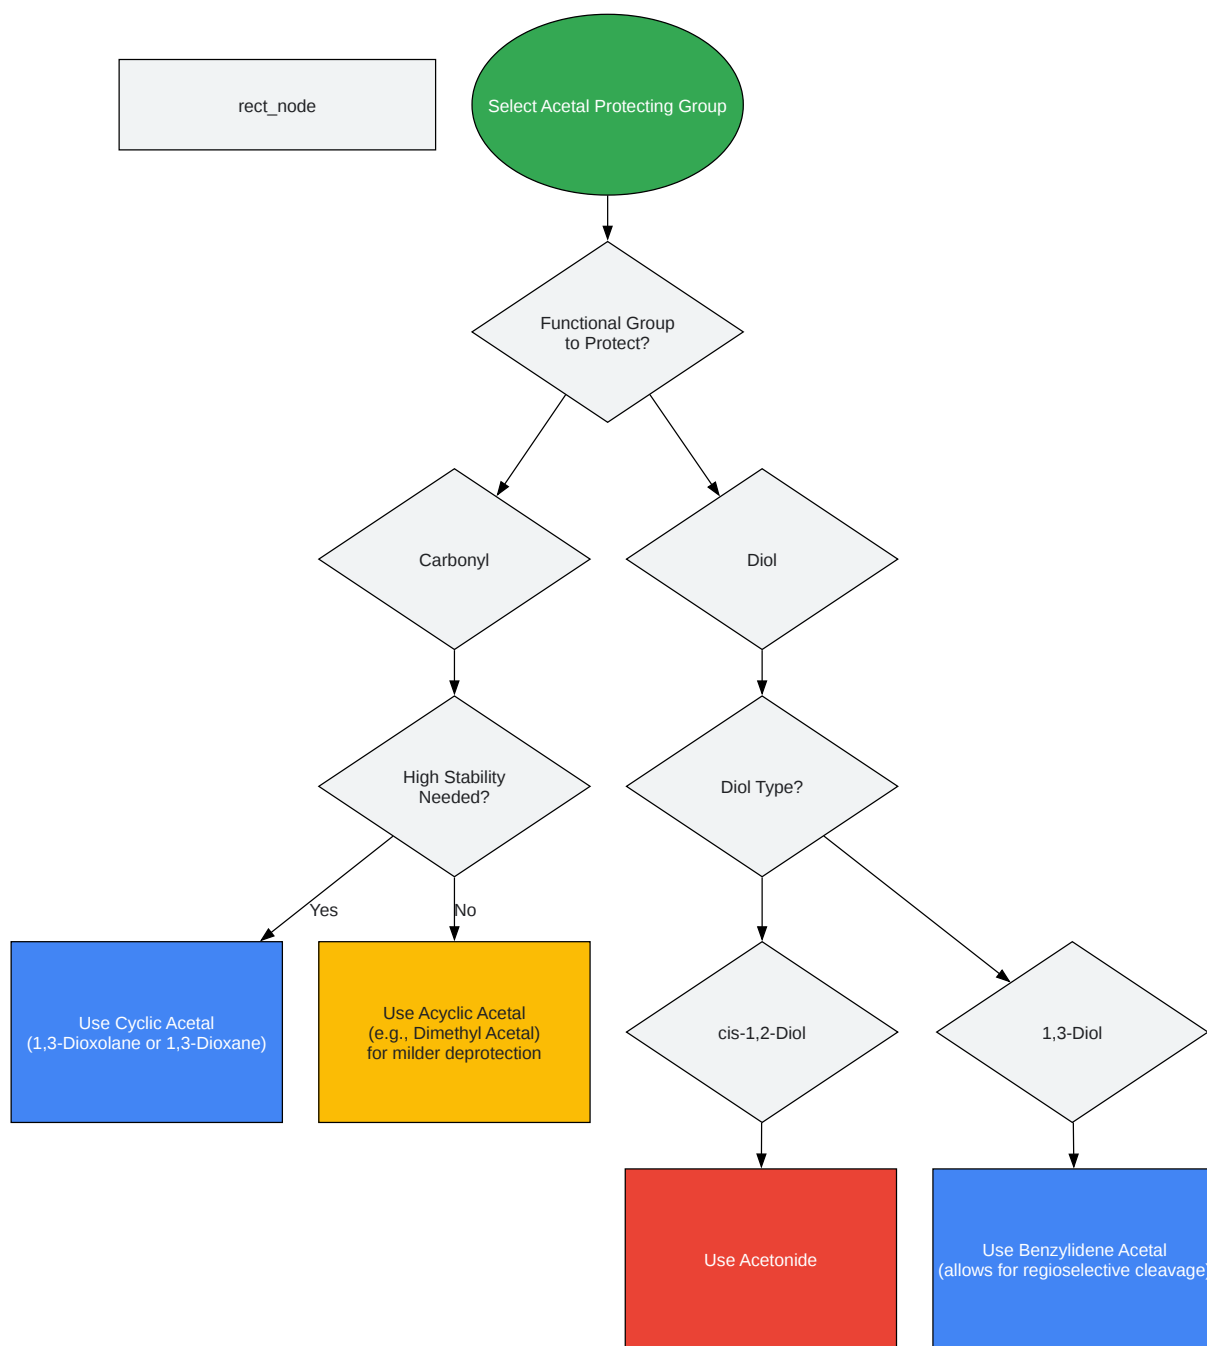 rect_node
Select Acetal Protecting Group
Functional Group
to Protect?
Carbonyl
Diol
High Stability
Needed?
Diol Type?
Yes
No
Use Cyclic Acetal
(1,3-Dioxolane or 1,3-Dioxane)
Use Acyclic Acetal
(e.g., Dimethyl Acetal)
for milder deprotection
cis-1,2-Diol
1,3-Diol
Use Acetonide
Use Benzylidene Acetal
(allows for regioselective cleavage)